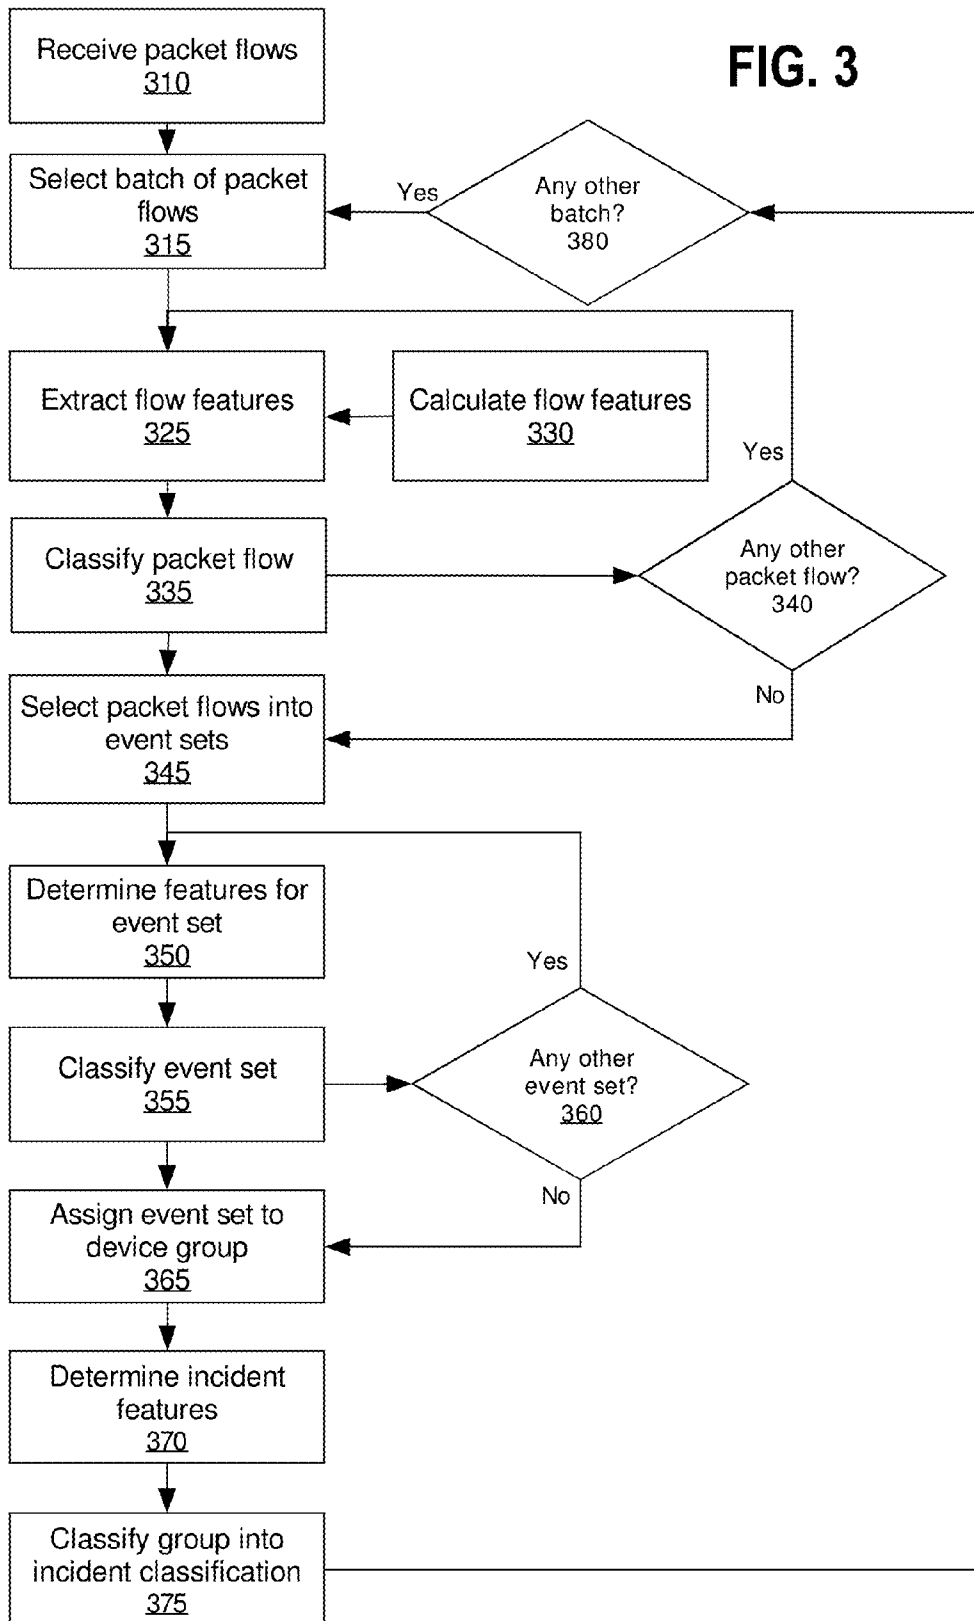 FIG. 3
Receive packet flows
310
Select batch of packet
flows
315
Yes
Any other
batch?
380
Extract flow features
325
Calculate flow features
330
Yes
Classify packet flow
335
Any other
packet flow?
340
No
Select packet flows into
event sets
345
Determine features for
event set
350
Yes
Classify event set
355
Any other
event set?
360
No
Assign event set to
device group
365
Determine incident
features
370
Classify group into
incident classification
375